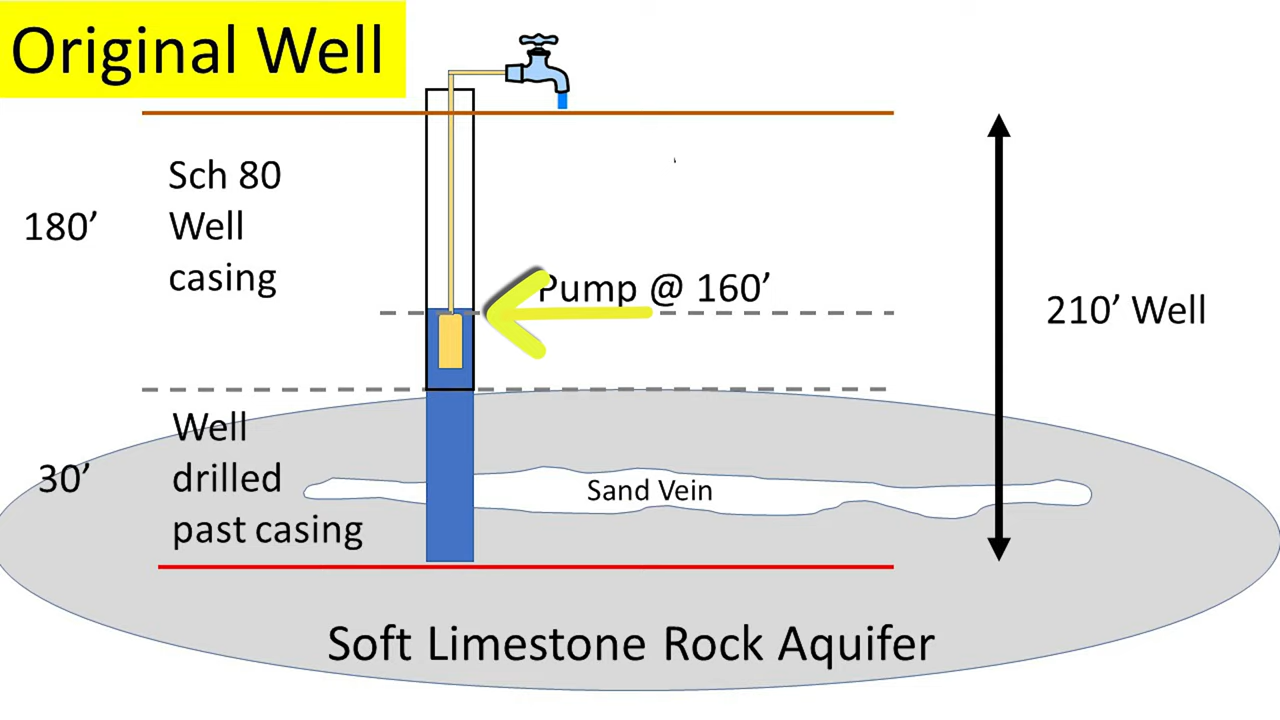 Original Well
Sch 80
Well
casing
180’
Pump @ 160’
210’ Well
Well
drilled
past casing
30’
Sand Vein
Soft Limestone Rock Aquifer